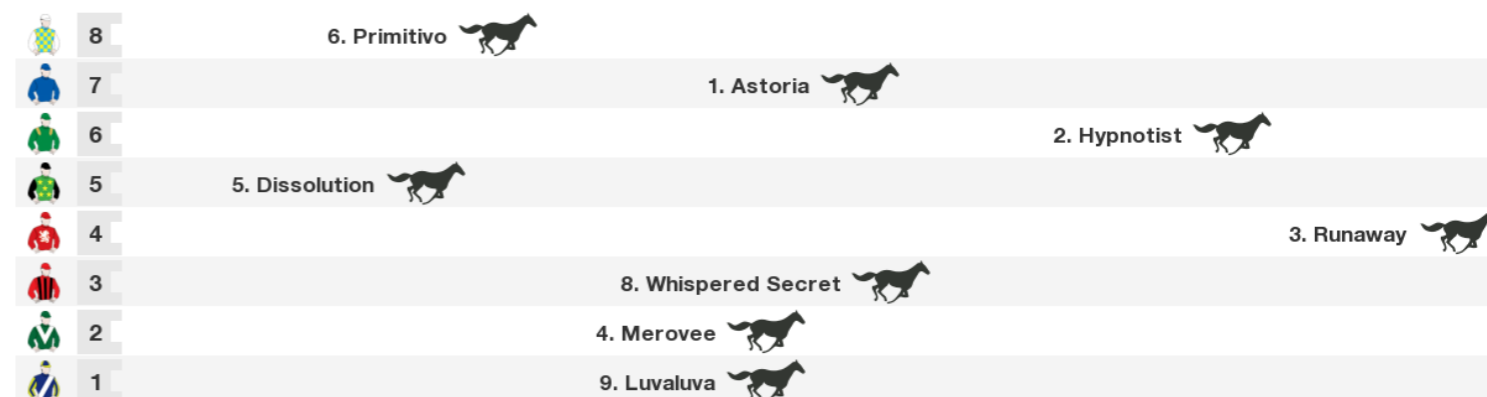 8 6. Primitivo
7 1. Astoria
6 2. Hypnotist
5 5. Dissolution
4 3. Runaway
3 8. Whispered Secret
2 4. Merovee
1 9. Luvaluva